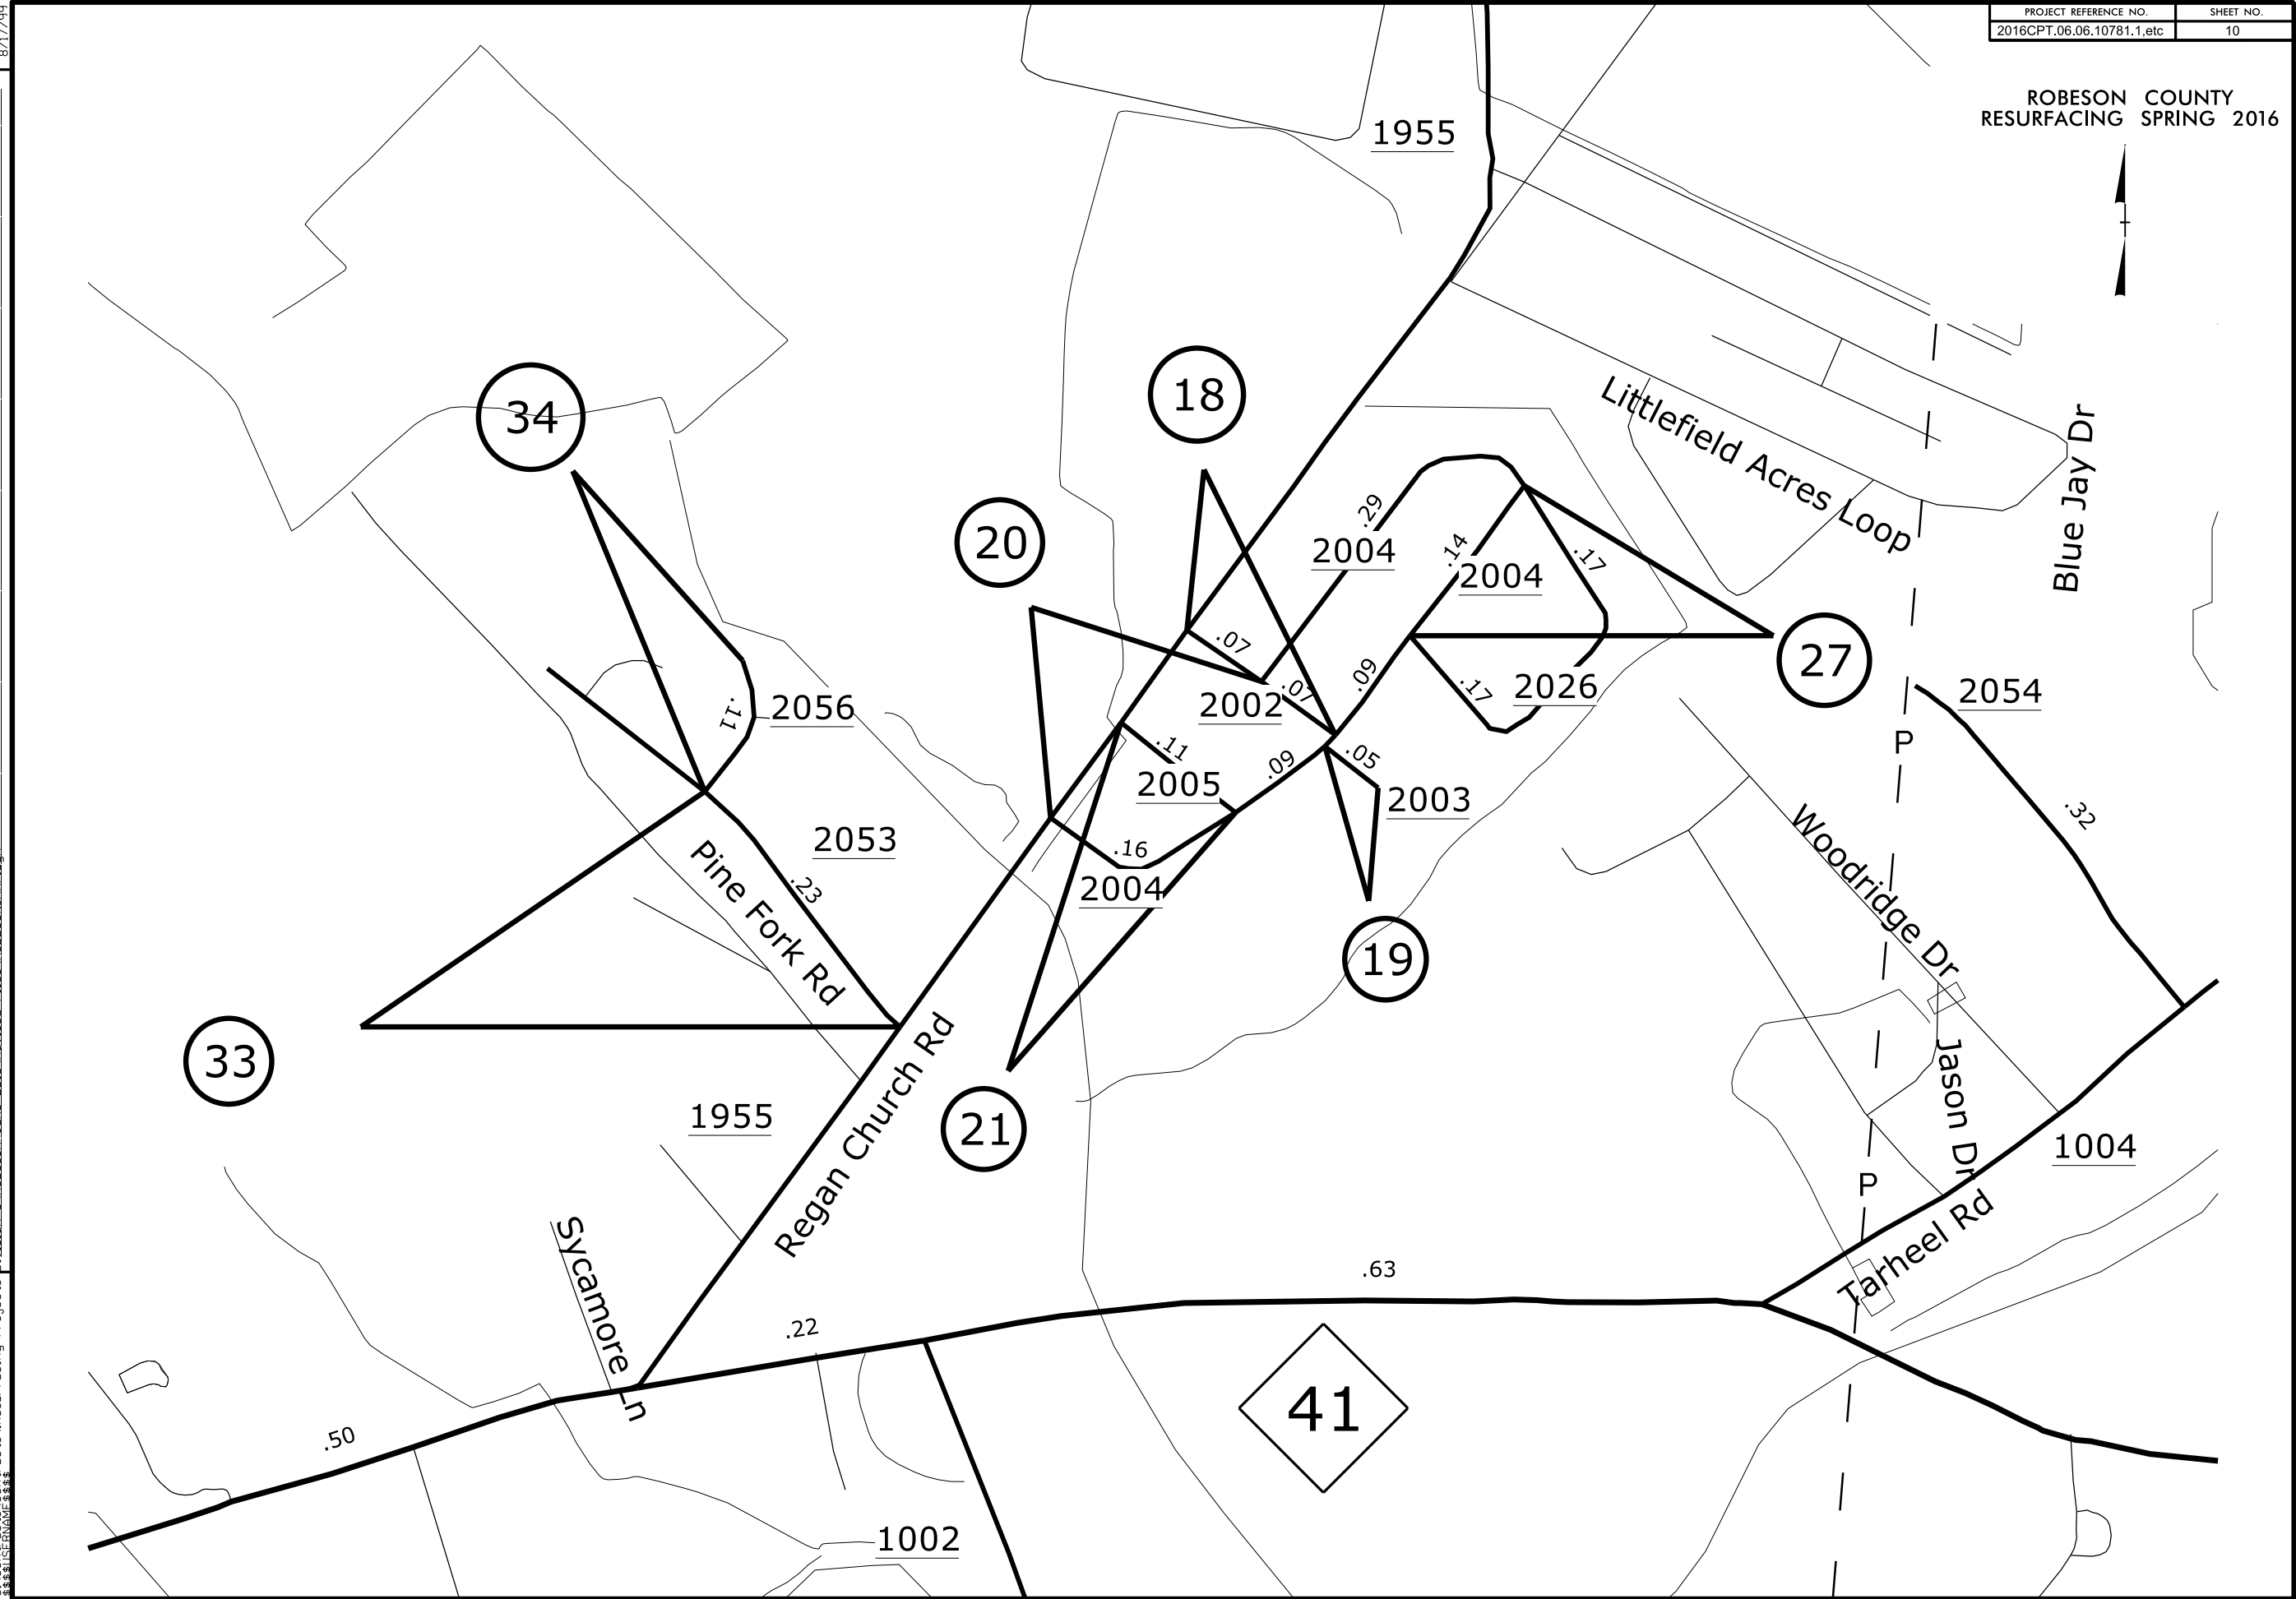 8/17/99
PROJECT REFERENCE NO. SHEET NO.
2016CPT.06.06.10781.1,etc 10
ROBESON COUNTY
RESURFACING SPRING 2016
1955
18
34
20
Littlefield Acres Loop
Blue Jay Dr
.29
2004
.14
2004
.17
.07
.07
2002
.09
.17
2026
27
2054
P
.11
2056
.11
2005
.09
.05
2003
.32
2053
.16
2004
Pine Fork Rd
.23
Woodridge Dr
19
33
21
1955
Regan Church Rd
Jason Dr
1004
P
Tarheel Rd
Sycamore Ln
.63
.22
41
.50
1002
$$$$USERNAME$$$$